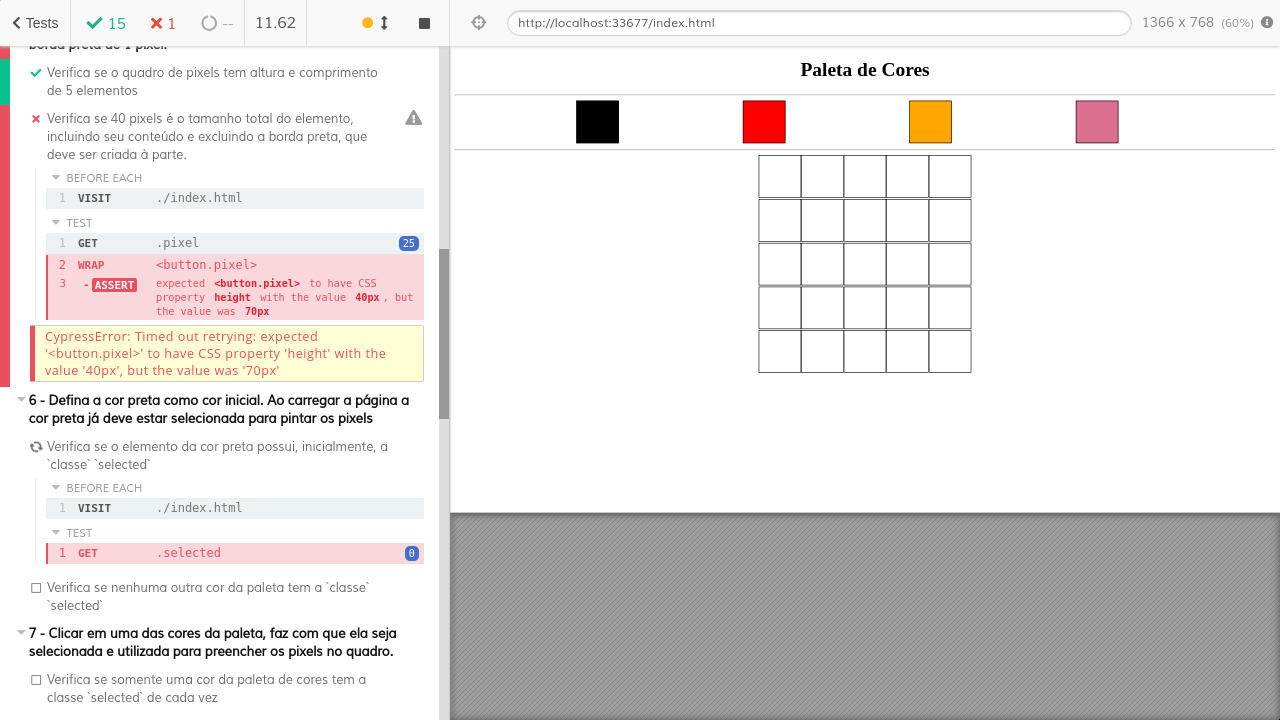 Tests 15 1 -- 11.62 http://localhost:33677/index.html 1366 x 768 (60%)
borda preta de 1 pixel.
Verifica se o quadro de pixels tem altura e comprimento
de 5 elementos
Verifica se 40 pixels é o tamanho total do elemento,
incluindo seu conteúdo e excluindo a borda preta, que
deve ser criada à parte.
BEFORE EACH
1 VISIT ./index.html
TEST
1 GET .pixel 25
2 WRAP <button.pixel>
3 - ASSERT expected <button.pixel> to have CSS
property height with the value 40px , but
the value was 70px
CypressError: Timed out retrying: expected
'<button.pixel>' to have CSS property 'height' with the
value '40px', but the value was '70px'
6 - Defina a cor preta como cor inicial. Ao carregar a página a
cor preta já deve estar selecionada para pintar os pixels
Verifica se o elemento da cor preta possui, inicialmente, a
`classe` `selected`
BEFORE EACH
1 VISIT ./index.html
TEST
1 GET .selected 0
Verifica se nenhuma outra cor da paleta tem a `classe`
`selected`
7 - Clicar em uma das cores da paleta, faz com que ela seja
selecionada e utilizada para preencher os pixels no quadro.
Verifica se somente uma cor da paleta de cores tem a
classe `selected` de cada vez
Paleta de Cores